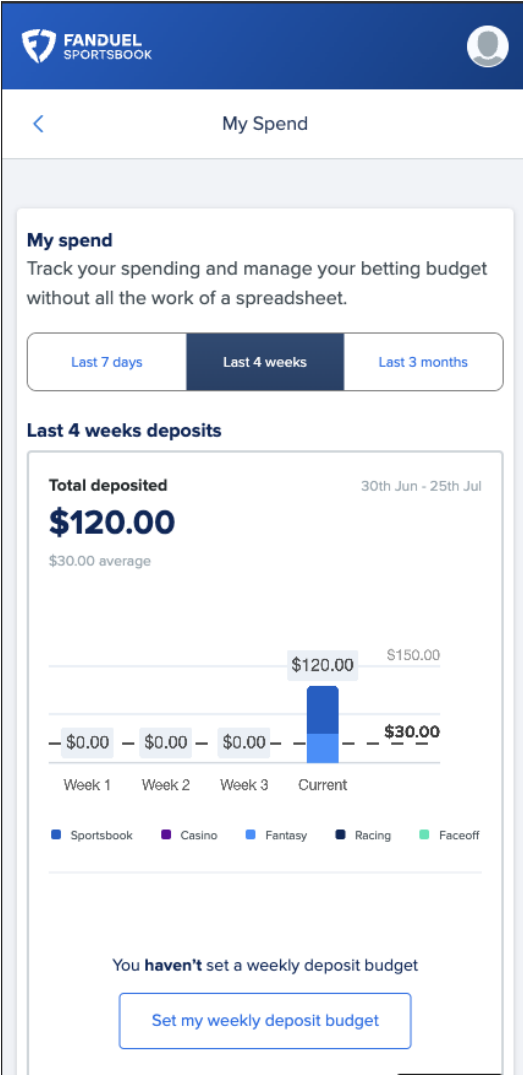 FANDUEL
SPORTSBOOK
My Spend
My spend
Track your spending and manage your betting budget
without all the work of a spreadsheet.
Last 7 days
Last 4 weeks
Last 3 months
Last 4 weeks deposits
Total deposited
30th Jun - 25th Jul
$120.00
$30.00 average
$150.00
$120.00
$30.00
$0.00
$0.00
$0.00
Week 1
Week 2
Week 3
Current
Sportsbook
Casino
Fantasy
Racing
Faceoff
You haven't set a weekly deposit budget
Set my weekly deposit budget